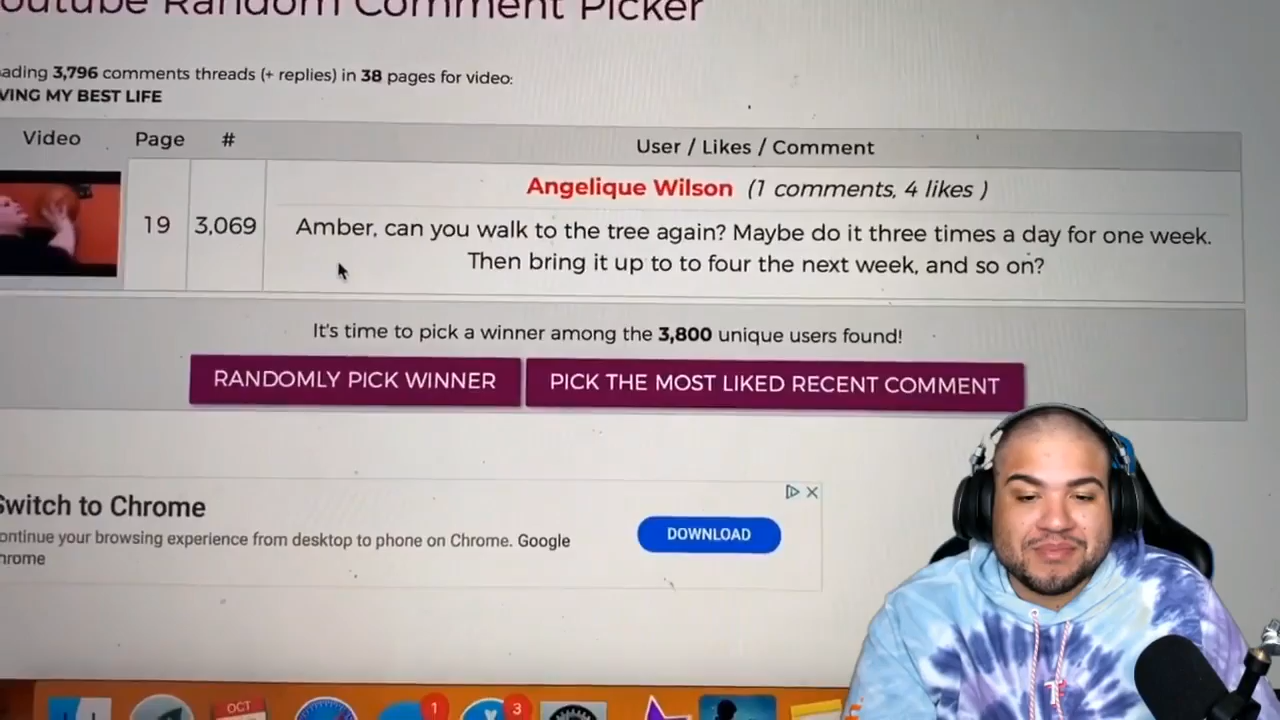 Random Comment Picker
3,796 comments threads (+ replies) in 38 pages for video:
MY BEST LIFE
Video Page # User / Likes / Comment
Angelique Wilson (1 comments, 4 likes )
19 3,069 Amber, can you walk to the tree again? Maybe do it three times a day for one week.
Then bring it up to to four the next week, and so on?
It's time to pick a winner among the 3,800 unique users found!
RANDOMLY PICK WINNER PICK THE MOST LIKED RECENT COMMENT
Switch to Chrome
your browsing experience from desktop to phone on Chrome. Google
DOWNLOAD
OCT
1
3